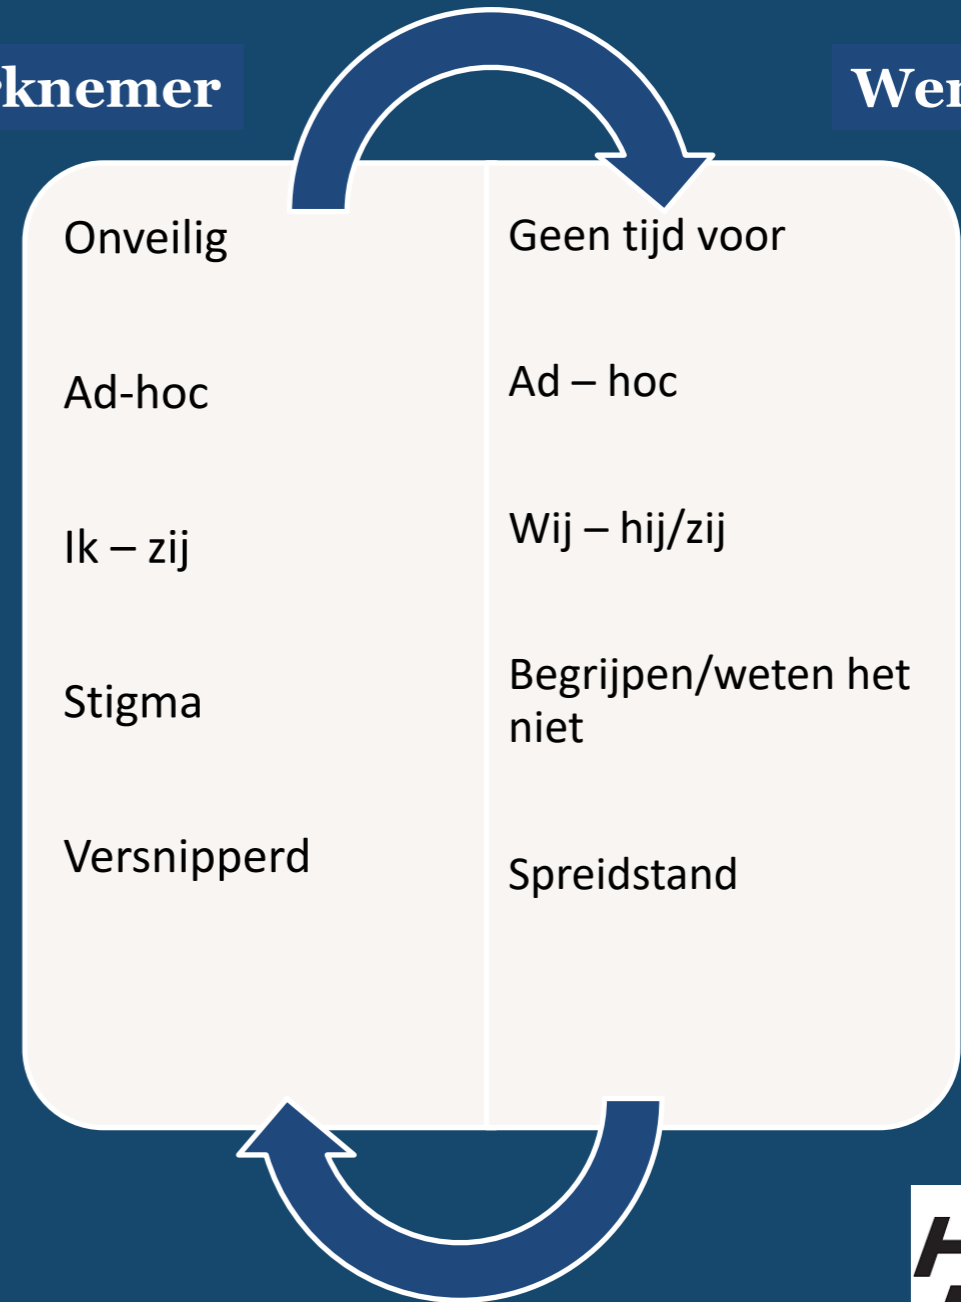 rknemer
Wer
Onveilig
Ad-hoc
Ik – zij
Stigma
Versnipperd
Geen tijd voor
Ad – hoc
Wij – hij/zij
Begrijpen/weten het
niet
Spreidstand
H